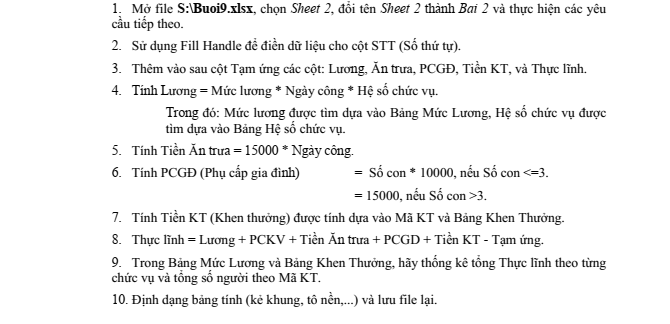 1. Mở file S:\Buoi9.xlsx, chọn Sheet 2, đổi tên Sheet 2 thành Bai 2 và thực hiện các yêu
cầu tiếp theo.
2. Sử dụng Fill Handle để điền dữ liệu cho cột STT (Số thứ tự).
3. Thêm vào sau cột Tạm ứng các cột: Lương, Ăn trưa, PCGĐ, Tiền KT, và Thực lĩnh.
4. Tính Lương = Mức lương * Ngày công * Hệ số chức vụ.
Trong đó: Mức lương được tìm dựa vào Bảng Mức Lương, Hệ số chức vụ được
tìm dựa vào Bảng Hệ số chức vụ.
5. Tính Tiền Ăn trưa = 15000 * Ngày công.
6. Tính PCGĐ (Phụ cấp gia đình) = Số con * 10000, nếu Số con <=3.
= 15000, nếu Số con >3.
7. Tính Tiền KT (Khen thưởng) được tính dựa vào Mã KT và Bảng Khen Thưởng.
8. Thực lĩnh = Lương + PCKV + Tiền Ăn trưa + PCGD + Tiền KT - Tạm ứng.
9. Trong Bảng Mức Lương và Bảng Khen Thưởng, hãy thống kê tổng Thực lĩnh theo từng
chức vụ và tổng số người theo Mã KT.
10. Định dạng bảng tính (kẻ khung, tô nền,...) và lưu file lại.